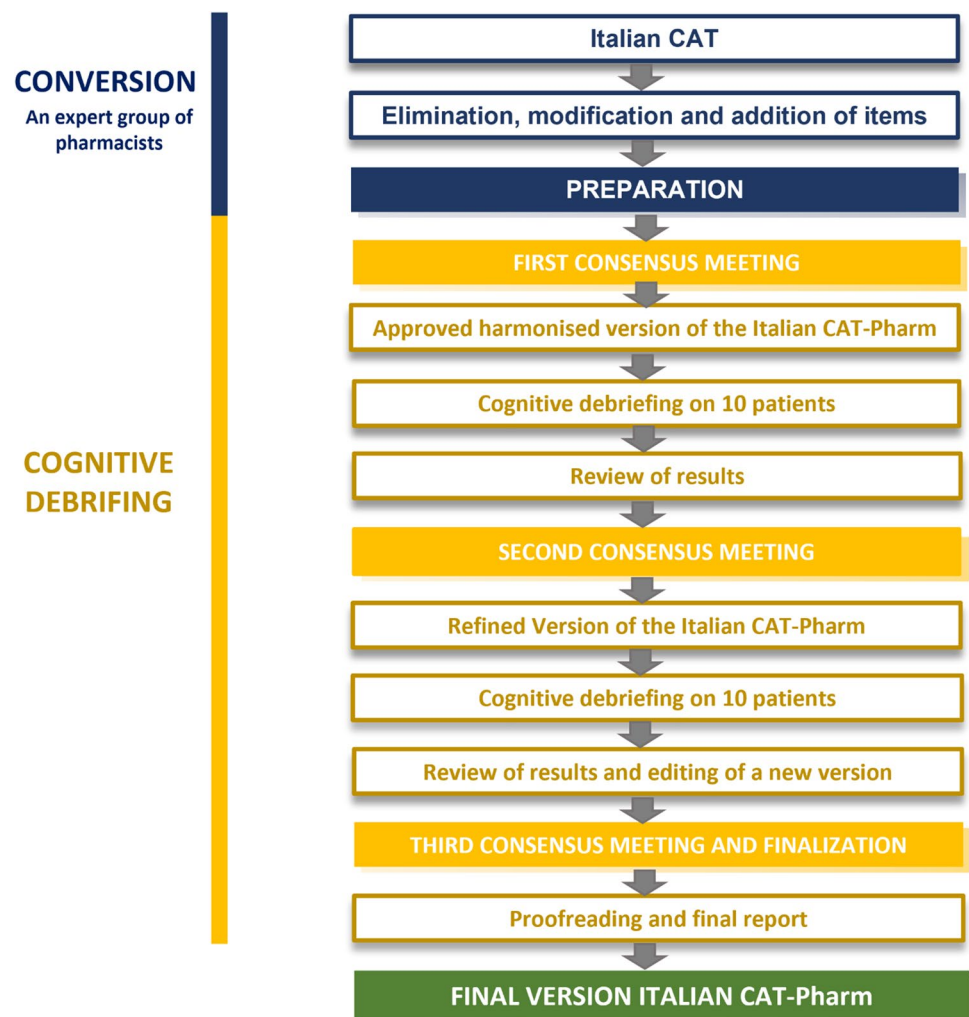 CONVERSION
An expert group of
pharmacists
Italian CAT
Elimination, modification and addition of items
PREPARATION
COGNITIVE
DEBRIFING
FIRST CONSENSUS MEETING
Approved harmonised version of the Italian CAT-Pharm
Cognitive debriefing on 10 patients
Review of results
SECOND CONSENSUS MEETING
Refined Version of the Italian CAT-Pharm
Cognitive debriefing on 10 patients
Review of results and editing of a new version
THIRD CONSENSUS MEETING AND FINALIZATION
Proofreading and final report
FINAL VERSION ITALIAN CAT-Pharm